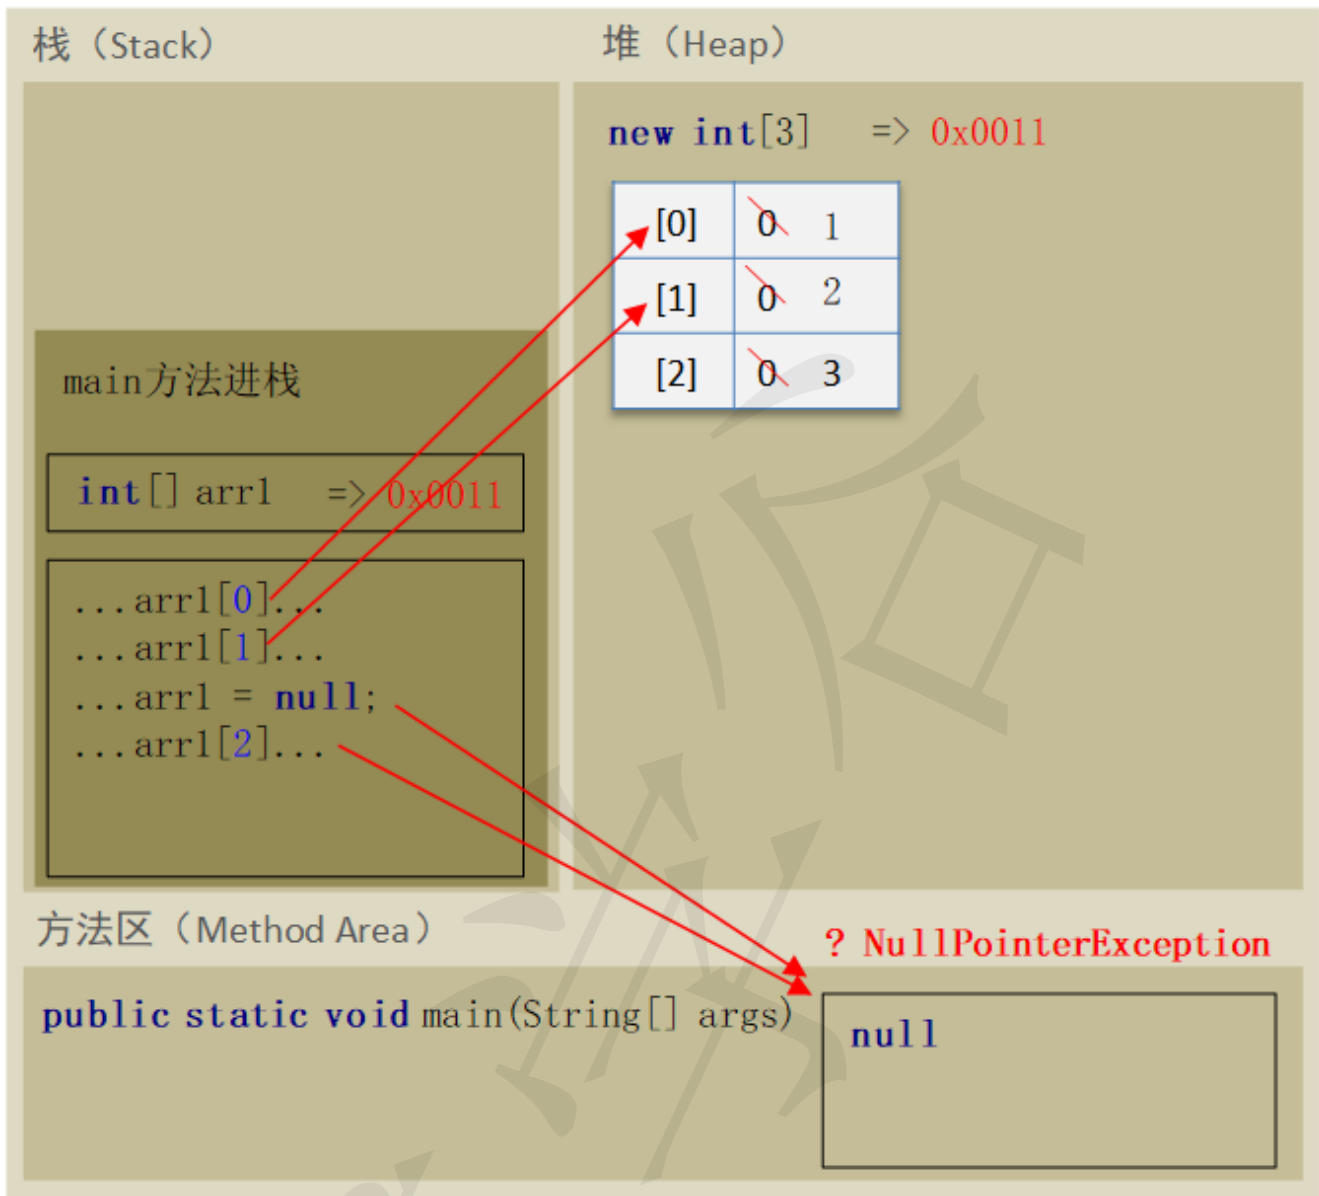 栈（Stack）
堆（Heap）
new int[3] => 0x0011
[0] 0 1
[1] 0 2
[2] 0 3
main方法进栈
int[] arr1 => 0x0011
...arr1[0]...
...arr1[1]...
...arr1 = null;
...arr1[2]...
方法区（Method Area）
? NullPointerException
public static void main(String[] args)
null